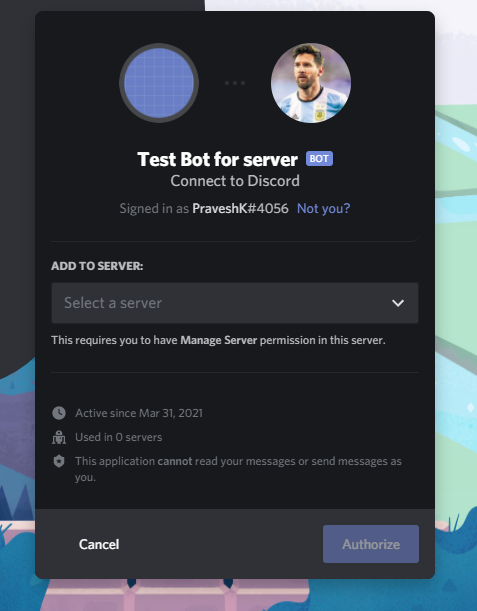 Test Bot for server BOT
Connect to Discord
Signed in as PraveshK#4056 Not you?
ADD TO SERVER:
Select a server
This requires you to have Manage Server permission in this server.
Active since Mar 31, 2021
Used in 0 servers
This application cannot read your messages or send messages as
you.
Cancel Authorize